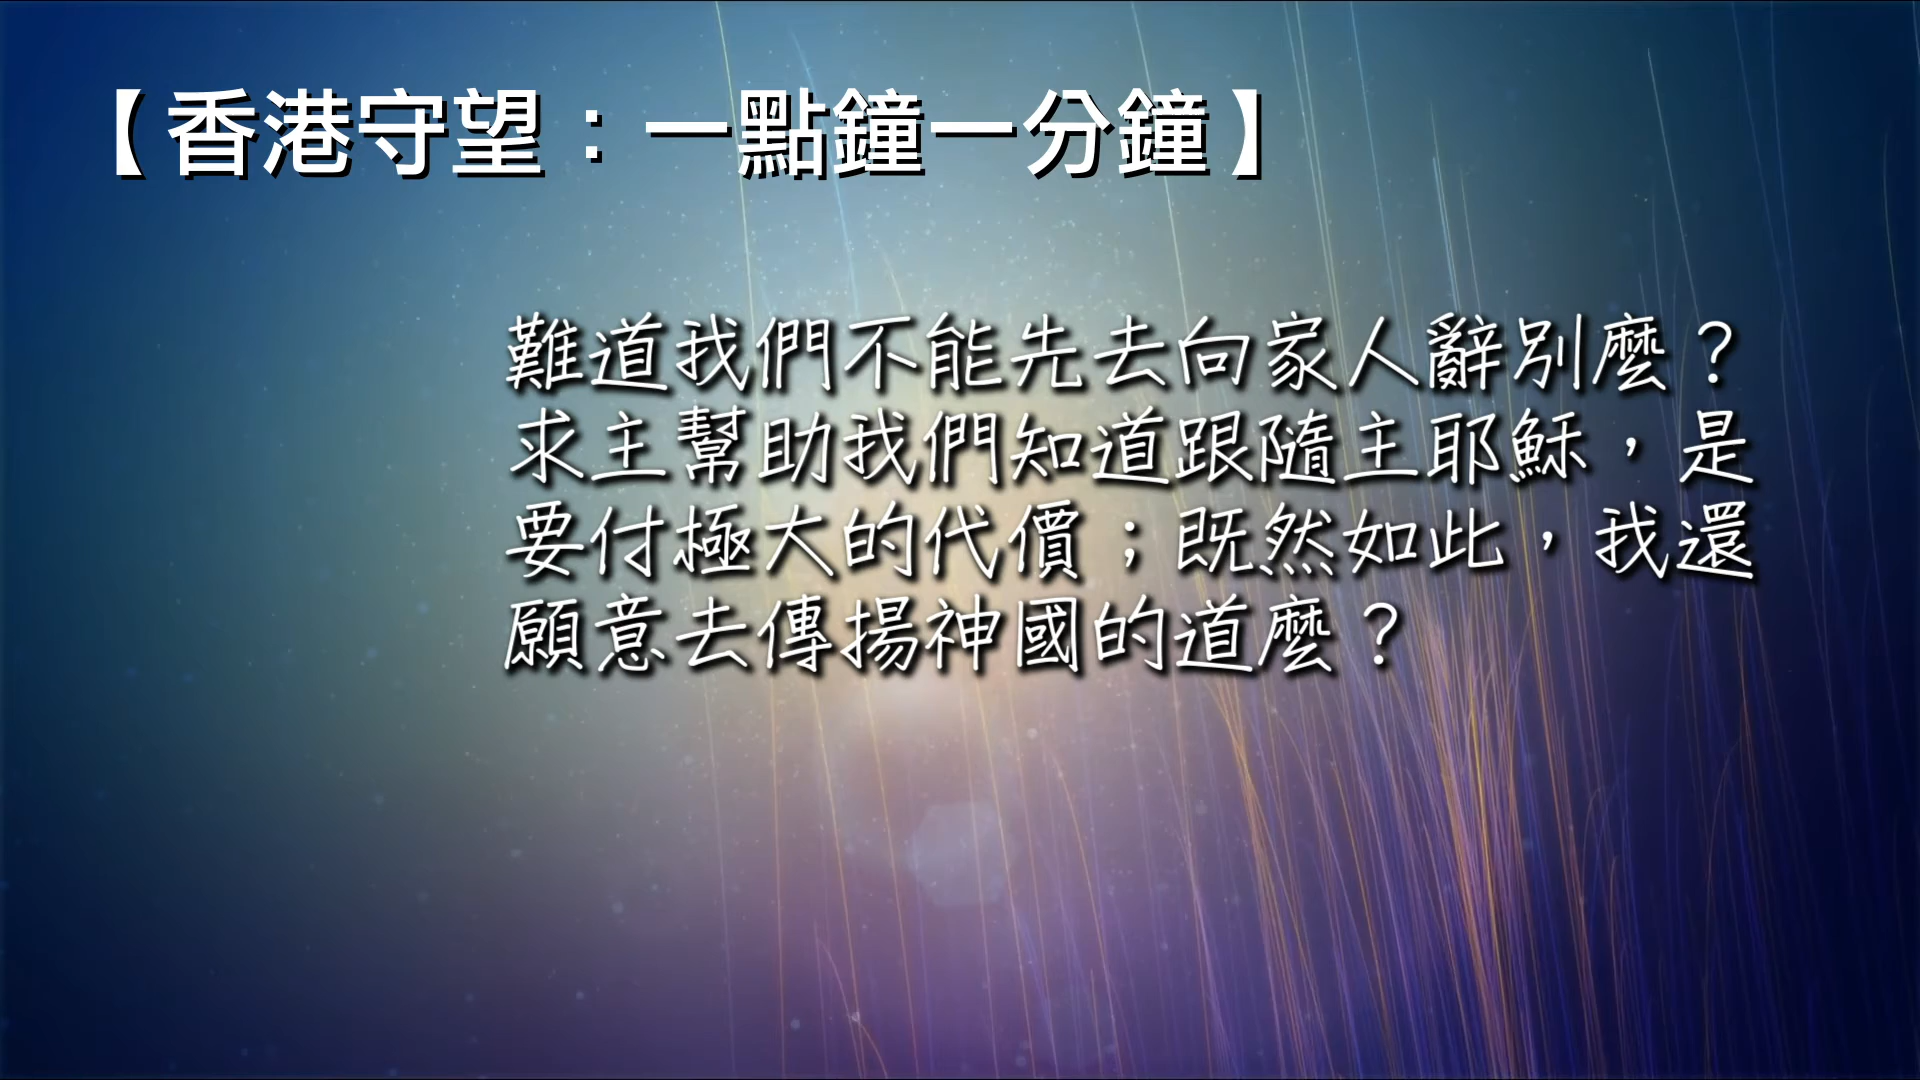 【香港守望：一點鐘一分鐘】
難道我們不能先去向家人辭別麼？
求主幫助我們知道跟隨主耶穌，是
要付極大的代價；既然如此，我還
願意去傳揚神國的道麼？